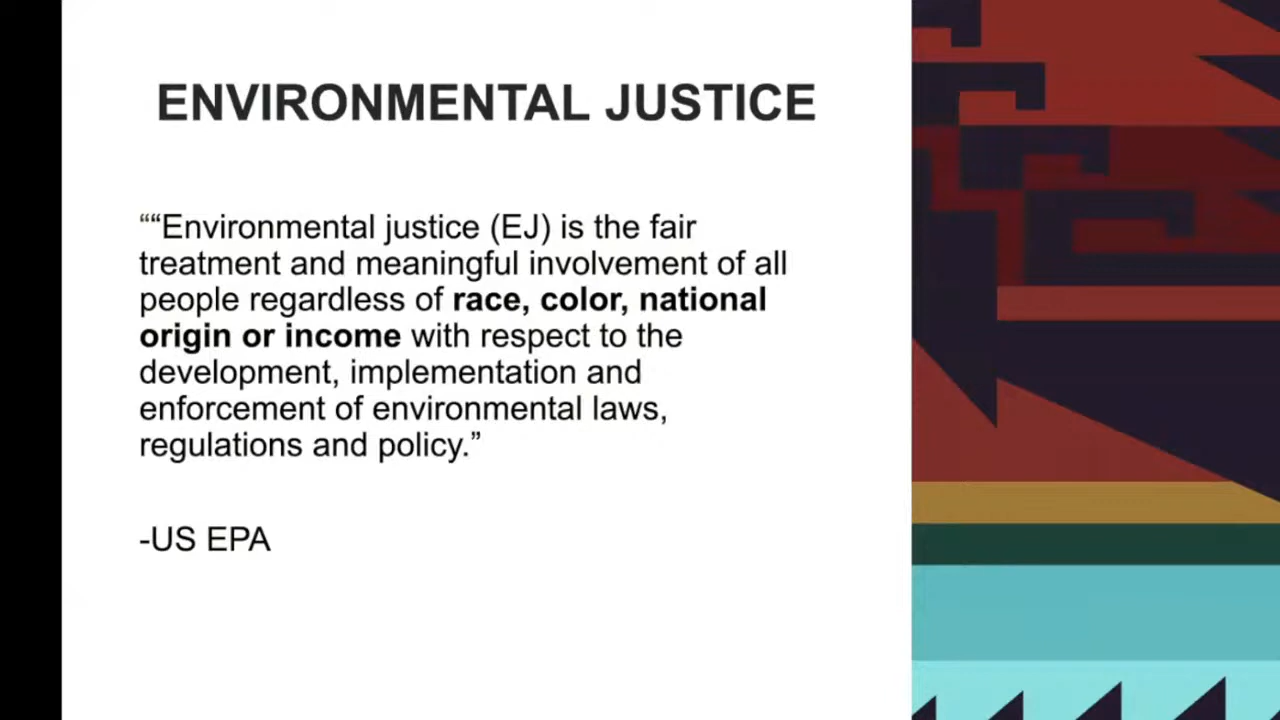 ENVIRONMENTAL JUSTICE
““Environmental justice (EJ) is the fair
treatment and meaningful involvement of all
people regardless of race, color, national
origin or income with respect to the
development, implementation and
enforcement of environmental laws,
regulations and policy.”
-US EPA